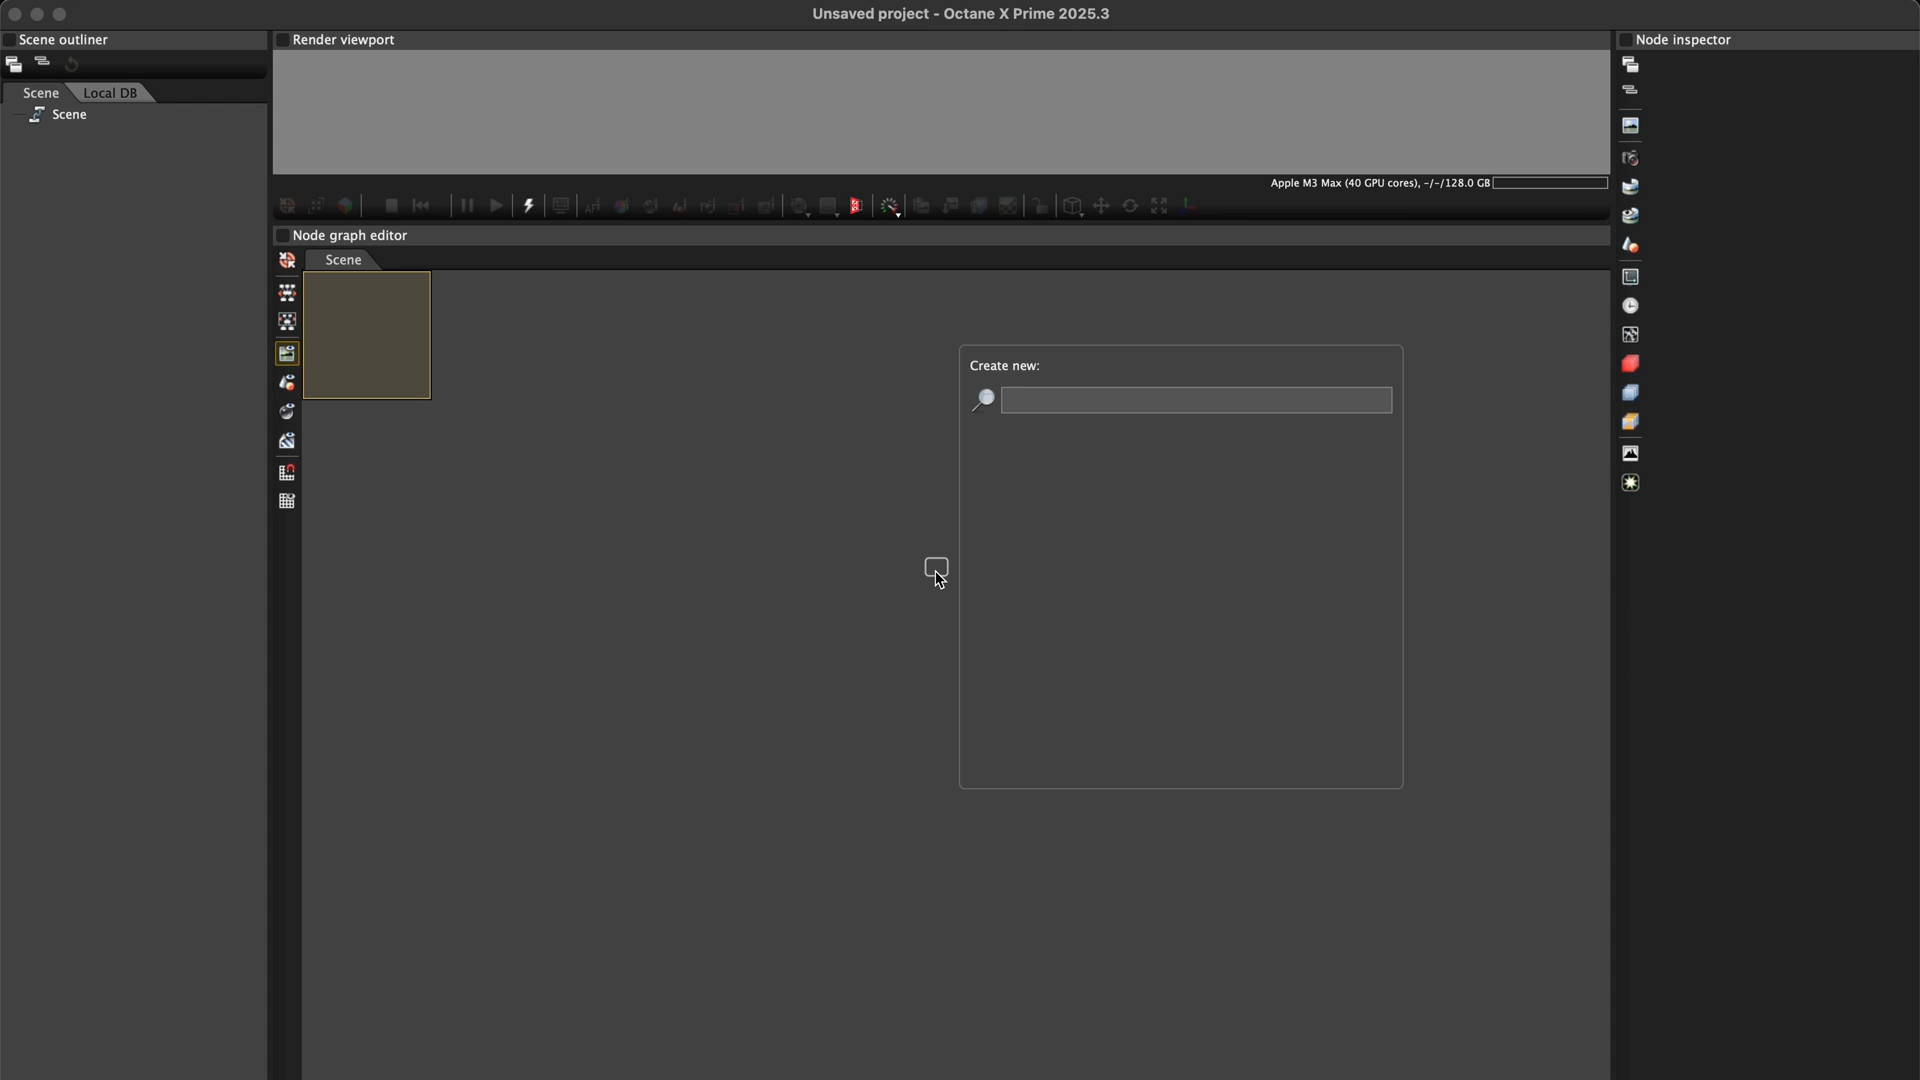 Unsaved project - Octane X Prime 2025.3
Scene outliner
Render viewport
Node inspector
Scene
Local DB
Scene
Apple M3 Max (40 GPU cores), -/-/128.0 GB
Node graph editor
Scene
Create new: